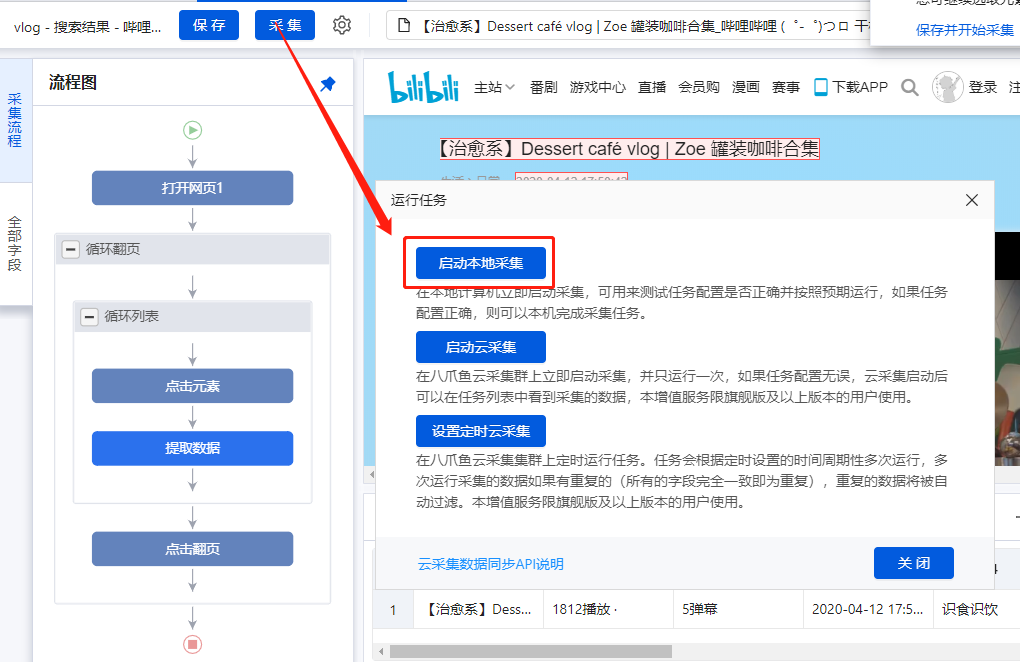 您可继续选取元素
vlog - 搜索结果 - 哔哩...
保 存
采 集
【治愈系】Dessert café vlog | Zoe 罐装咖啡合集_哔哩哔哩 ( ゜- ゜)つロ 干
保存并开始采集
采集流程
全部字段
流程图
打开网页1
循环翻页
循环列表
点击元素
提取数据
点击翻页
bilibili
主站
番剧
游戏中心
直播
会员购
漫画
赛事
下载APP
登录
注
【治愈系】Dessert café vlog | Zoe 罐装咖啡合集
运行任务
启动本地采集
在本地计算机立即启动采集，可用来测试任务配置是否正确并按照预期运行，如果任务
配置正确，则可以本机完成采集任务。
启动云采集
在八爪鱼云采集群上立即启动采集，并只运行一次，如果任务配置无误，云采集启动后
可以在任务列表中看到采集的数据，本增值服务限旗舰版及以上版本的用户使用。
设置定时云采集
在八爪鱼云采集集群上定时运行任务。任务会根据定时设置的时间周期性多次运行，多
次运行采集的数据如果有重复的（所有的字段完全一致即为重复），重复的数据将被自
动过滤。本增值服务限旗舰版及以上版本的用户使用。
云采集数据同步API说明
关 闭
4
1
【治愈系】Dess...
1812播放 ·
5弹幕
2020-04-12 17:5...
识食识饮